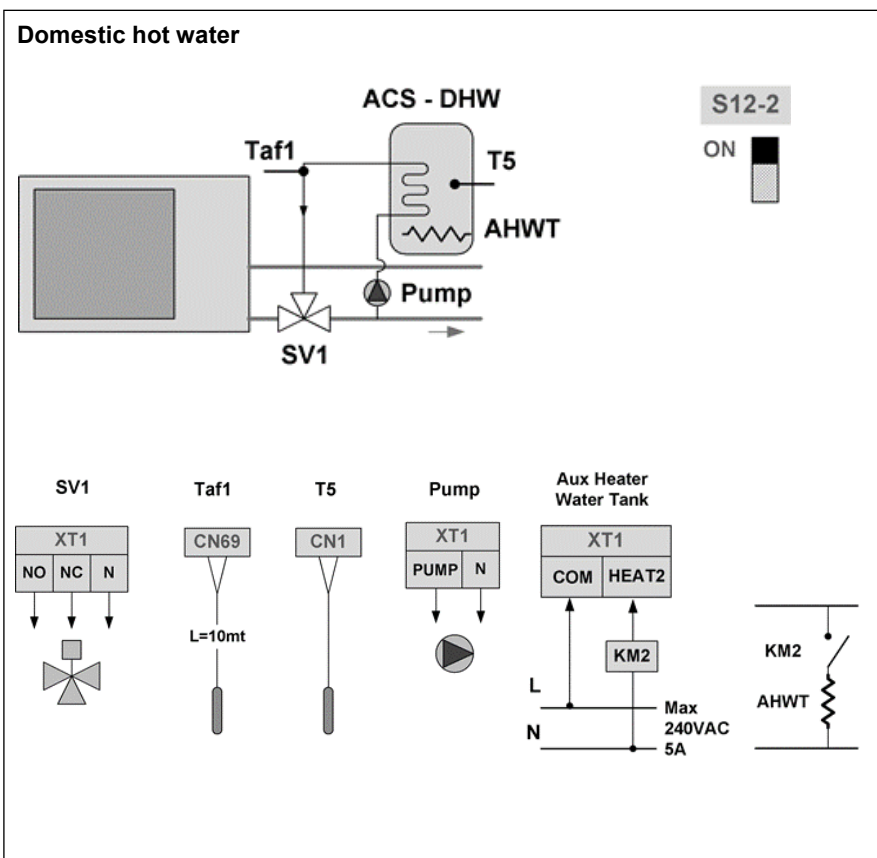 Domestic hot water
ACS - DHW
S12-2
ON
Taf1
T5
AHWT
Pump
SV1
SV1
Taf1
T5
Pump
Aux Heater
Water Tank
XT1
CN69
CN1
XT1
XT1
NO NC N
PUMP N
COM HEAT2
L=10mt
KM2
KM2
L
AHWT
Max
N
240VAC
5A